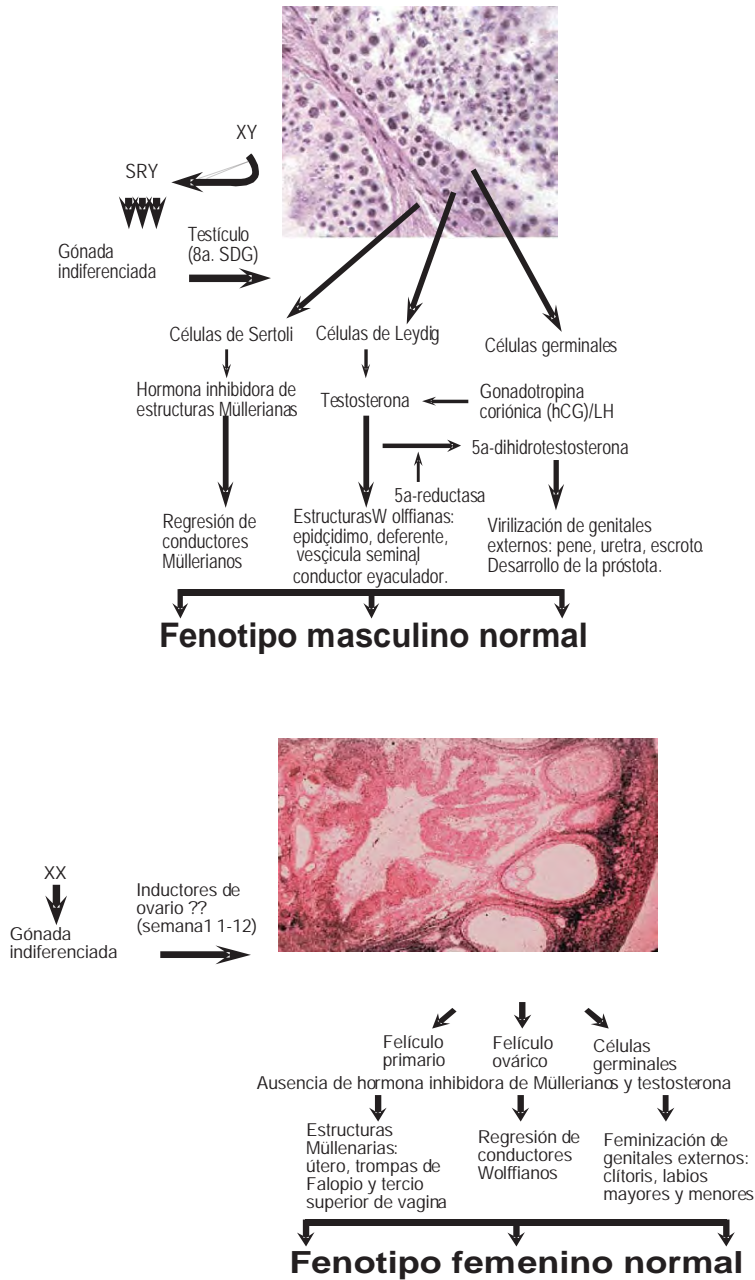 XY
SRY
Gónada
indiferenciada
Testículo
(8a. SDG)
Células de Sertoli
Células de Leydig
Células germinales
Hormona inhibidora de
estructuras Müllerianas
Testosterona
Gonadotropina
coriónica (hCG)/LH
5a-dihidrotestosterona
5a-reductasa
Regresión de
conductores
Müllerianos
Estructuras W olffianas:
epidçidimo, deferente,
vesçicula seminal,
conductor eyaculador.
Virilización de genitales
externos: pene, uretra, escroto.
Desarrollo de la próstota.
Fenotipo masculino normal
XX
Gónada
indiferenciada
Inductores de
ovario ??
(semana1 1-12)
Felículo
primario
Felículo
ovárico
Células
germinales
Ausencia de hormona inhibidora de Müllerianos y testosterona
Estructuras
Müllenarias:
útero, trompas de
Falopio y tercio
superior de vagina
Regresión de
conductores
Wolffianos
Feminización de
genitales externos:
clítoris, labios
mayores y menores
Fenotipo femenino normal